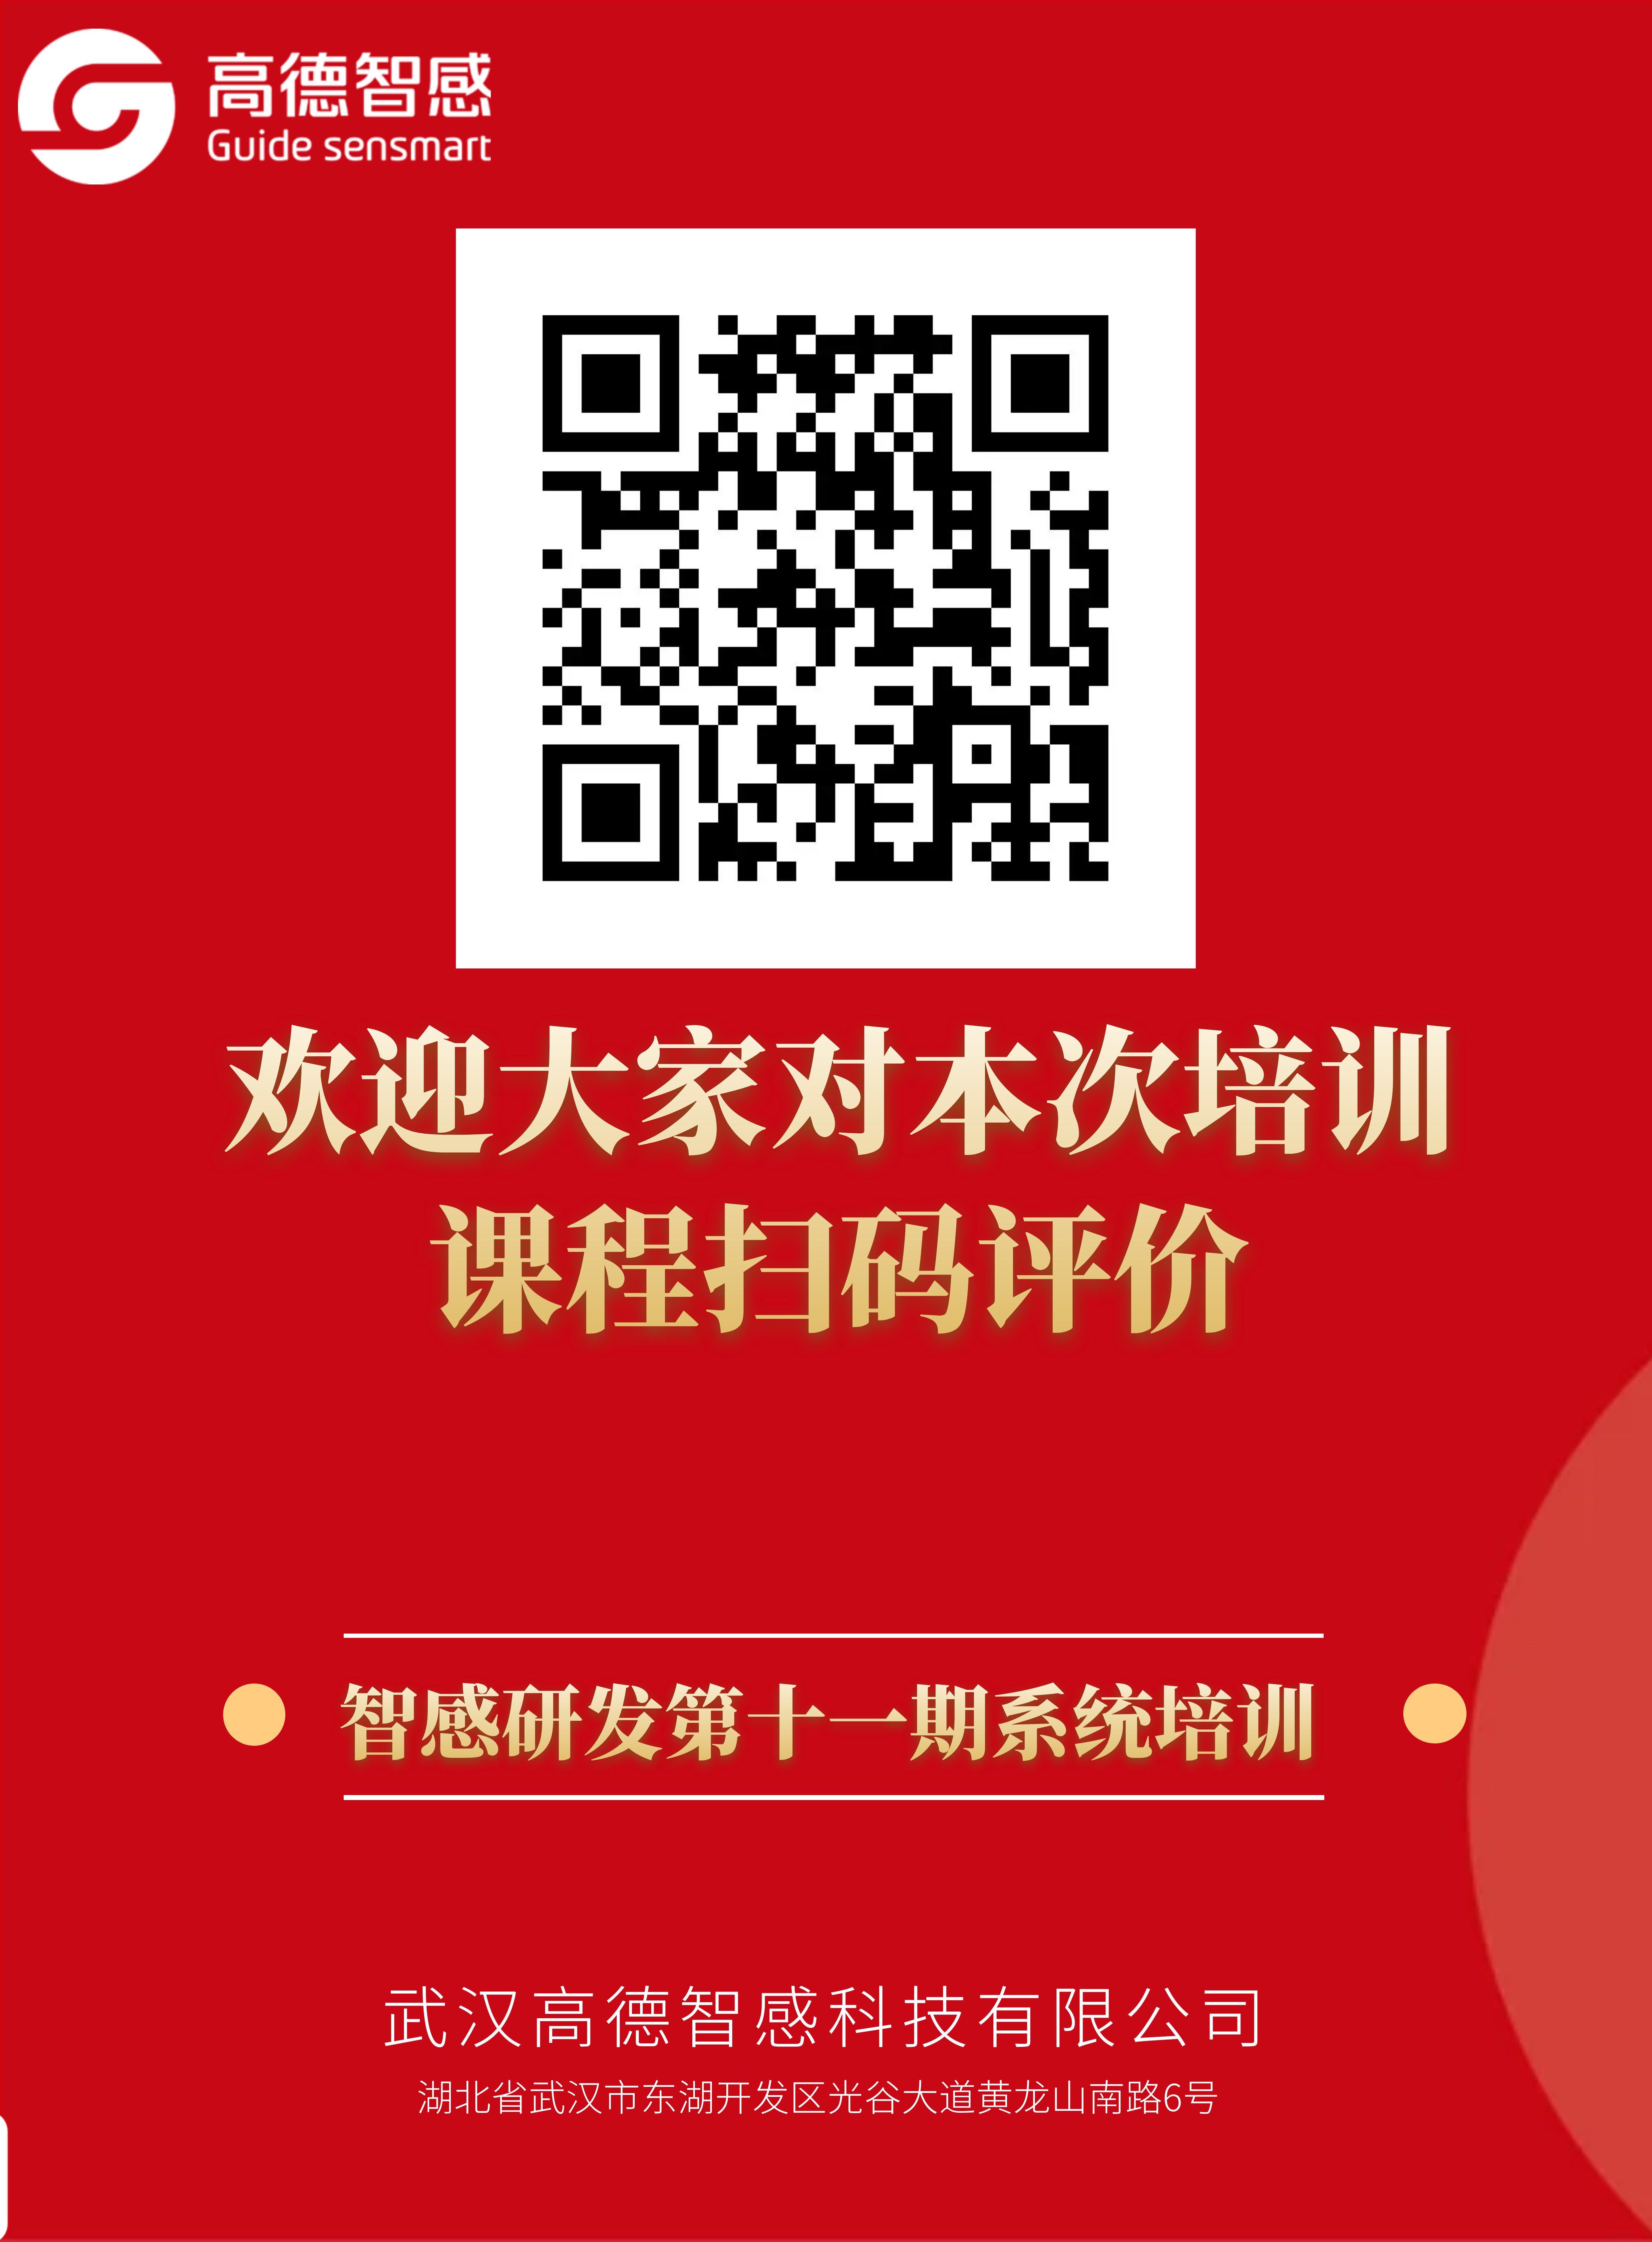 高德智感
Guide sensmart
欢迎大家对本次培训
课程扫码评价
智感研发第十一期系统培训
武汉高德智感科技有限公司
湖北省武汉市东湖开发区光谷大道黄龙山南路6号